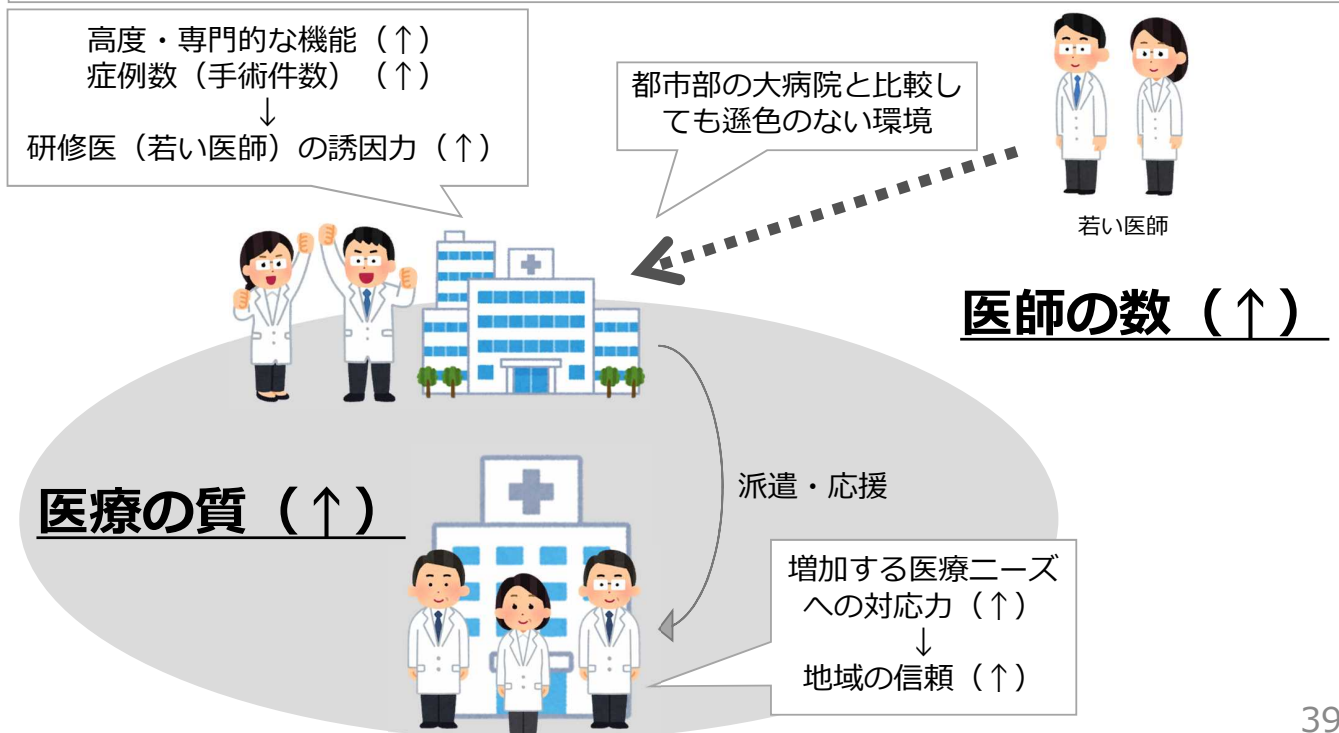 高度・専門的な機能（↑）
症例数（手術件数）（↑）
↓
研修医（若い医師）の誘因力（↑）
都市部の大病院と比較し
ても遜色のない環境
若い医師
医師の数（↑）
医療の質（↑）
派遣・応援
増加する医療ニーズ
への対応力（↑）
↓
地域の信頼（↑）
39